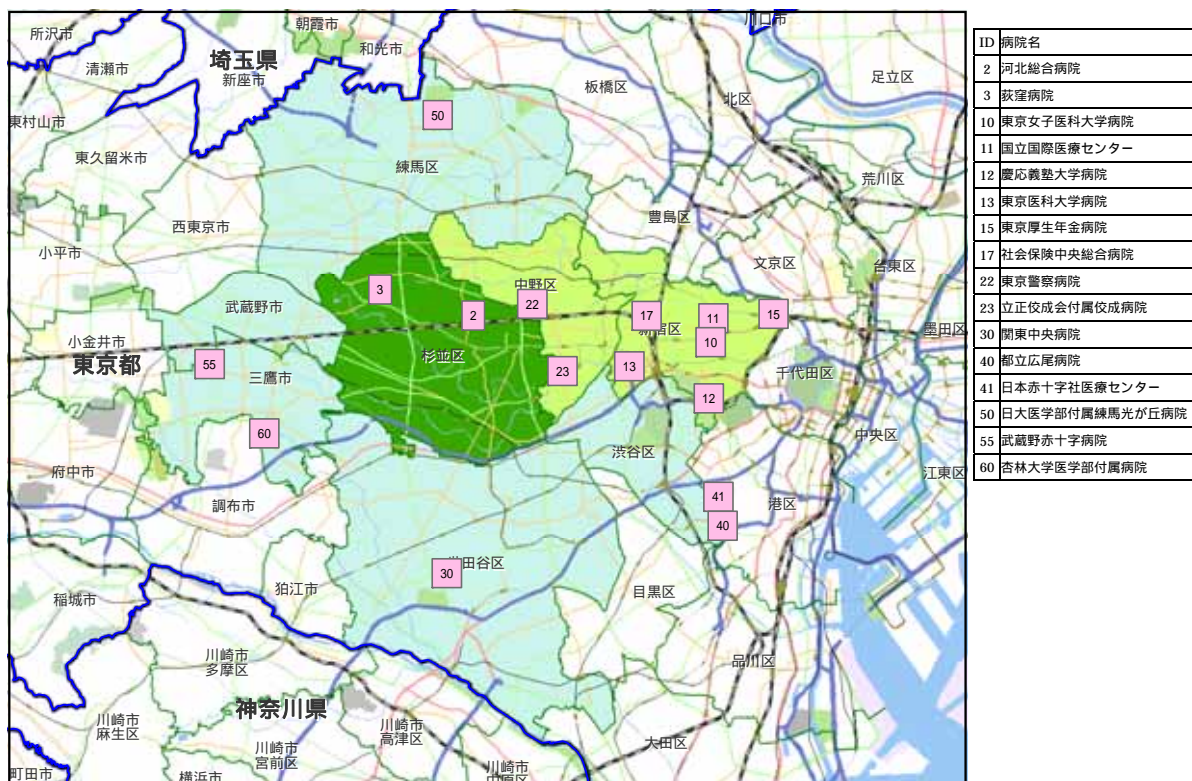 所沢市
清瀬市
埼玉県
新座市
朝霞市
和光市
川口市
足立区
板橋区
北区
東村山市
東久留米市
50
練馬区
荒川区
西東京市
豊島区
小平市
文京区
台東区
武蔵野市
3
中野区
22
2
17
新宿区
11
15
10
墨田区
小金井市
東京都
55
三鷹市
杉並区
23
13
千代田区
12
60
渋谷区
中央区
府中市
調布市
江東区
41
港区
40
30
世田谷区
狛江市
目黒区
稲城市
川崎市
多摩区
品川区
神奈川県
川崎市
麻生区
川崎市
高津区
川崎市
宮前区
大田区
川崎市
中原区
町田市
横浜市
ID 病院名
2 河北総合病院
3 荻窪病院
10 東京女子医科大学病院
11 国立国際医療センター
12 慶応義塾大学病院
13 東京医科大学病院
15 東京厚生年金病院
17 社会保険中央総合病院
22 東京警察病院
23 立正佼成会付属佼成病院
30 関東中央病院
40 都立広尾病院
41 日本赤十字社医療センター
50 日大医学部付属練馬光が丘病院
55 武蔵野赤十字病院
60 杏林大学医学部付属病院